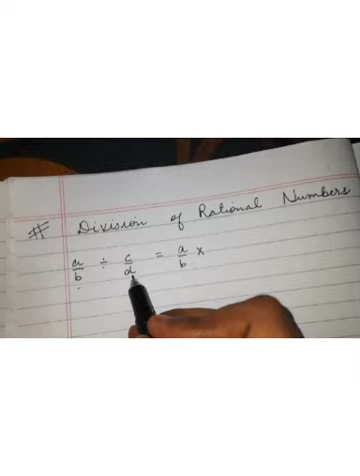 # Division of Rational Numbers
a/b ÷ c/d = a/b ×